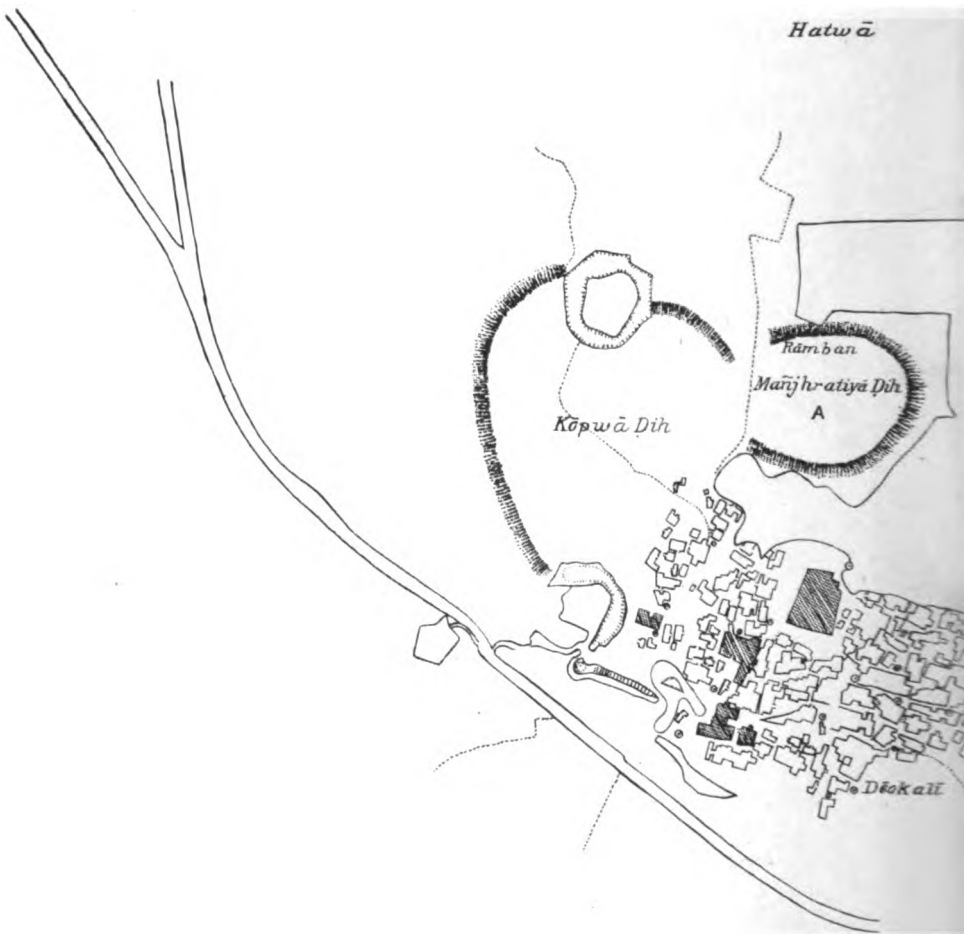 Hatwā
Rāmban
Mañjhratiyā Ḍih
A
Kōpwā Ḍih
Dēokalī